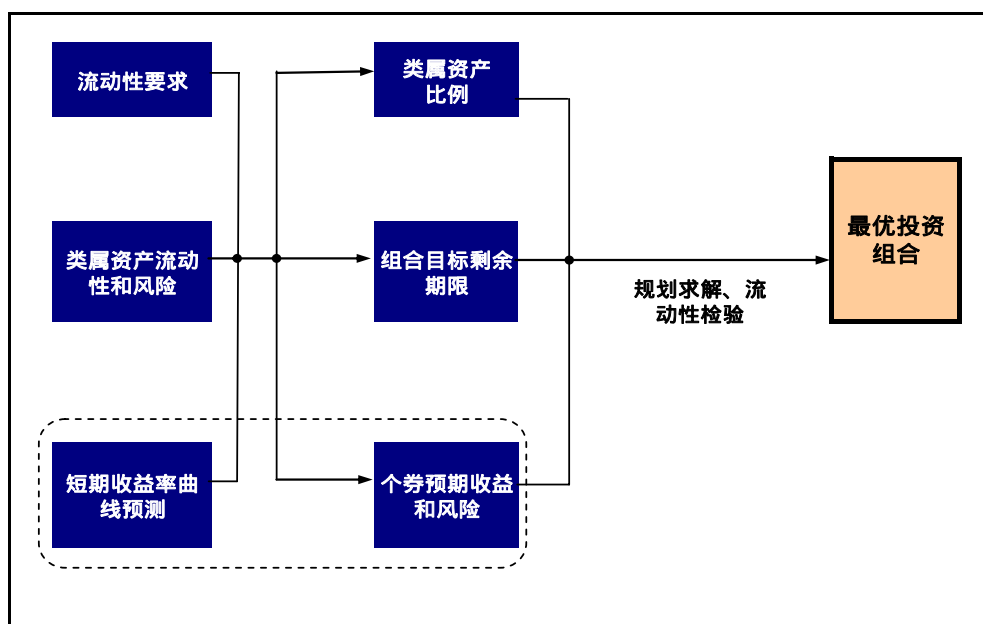 流动性要求
类属资产
比例
类属资产流动
性和风险
组合目标剩余
期限
最优投资
组合
规划求解、流
动性检验
短期收益率曲
线预测
个券预期收益
和风险